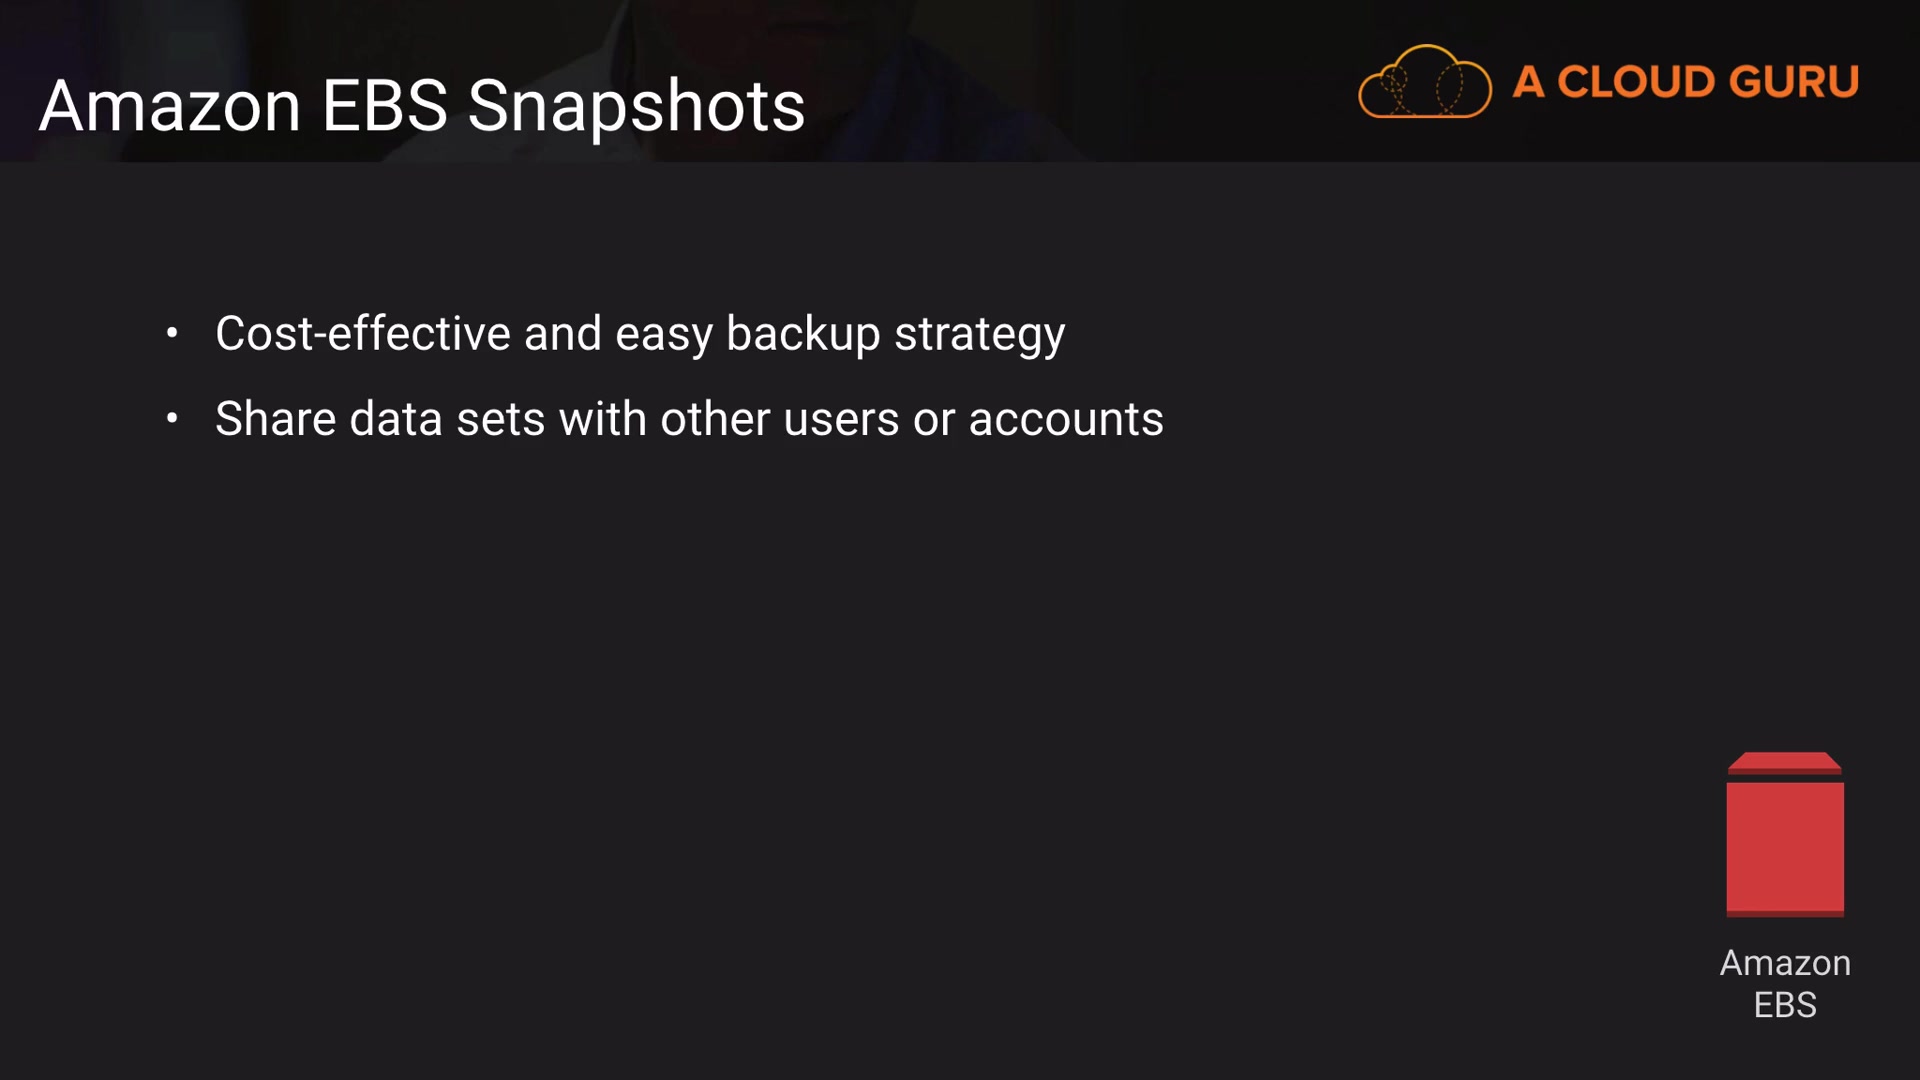 Amazon EBS Snapshots
A CLOUD GURU
• Cost-effective and easy backup strategy
• Share data sets with other users or accounts
Amazon
EBS